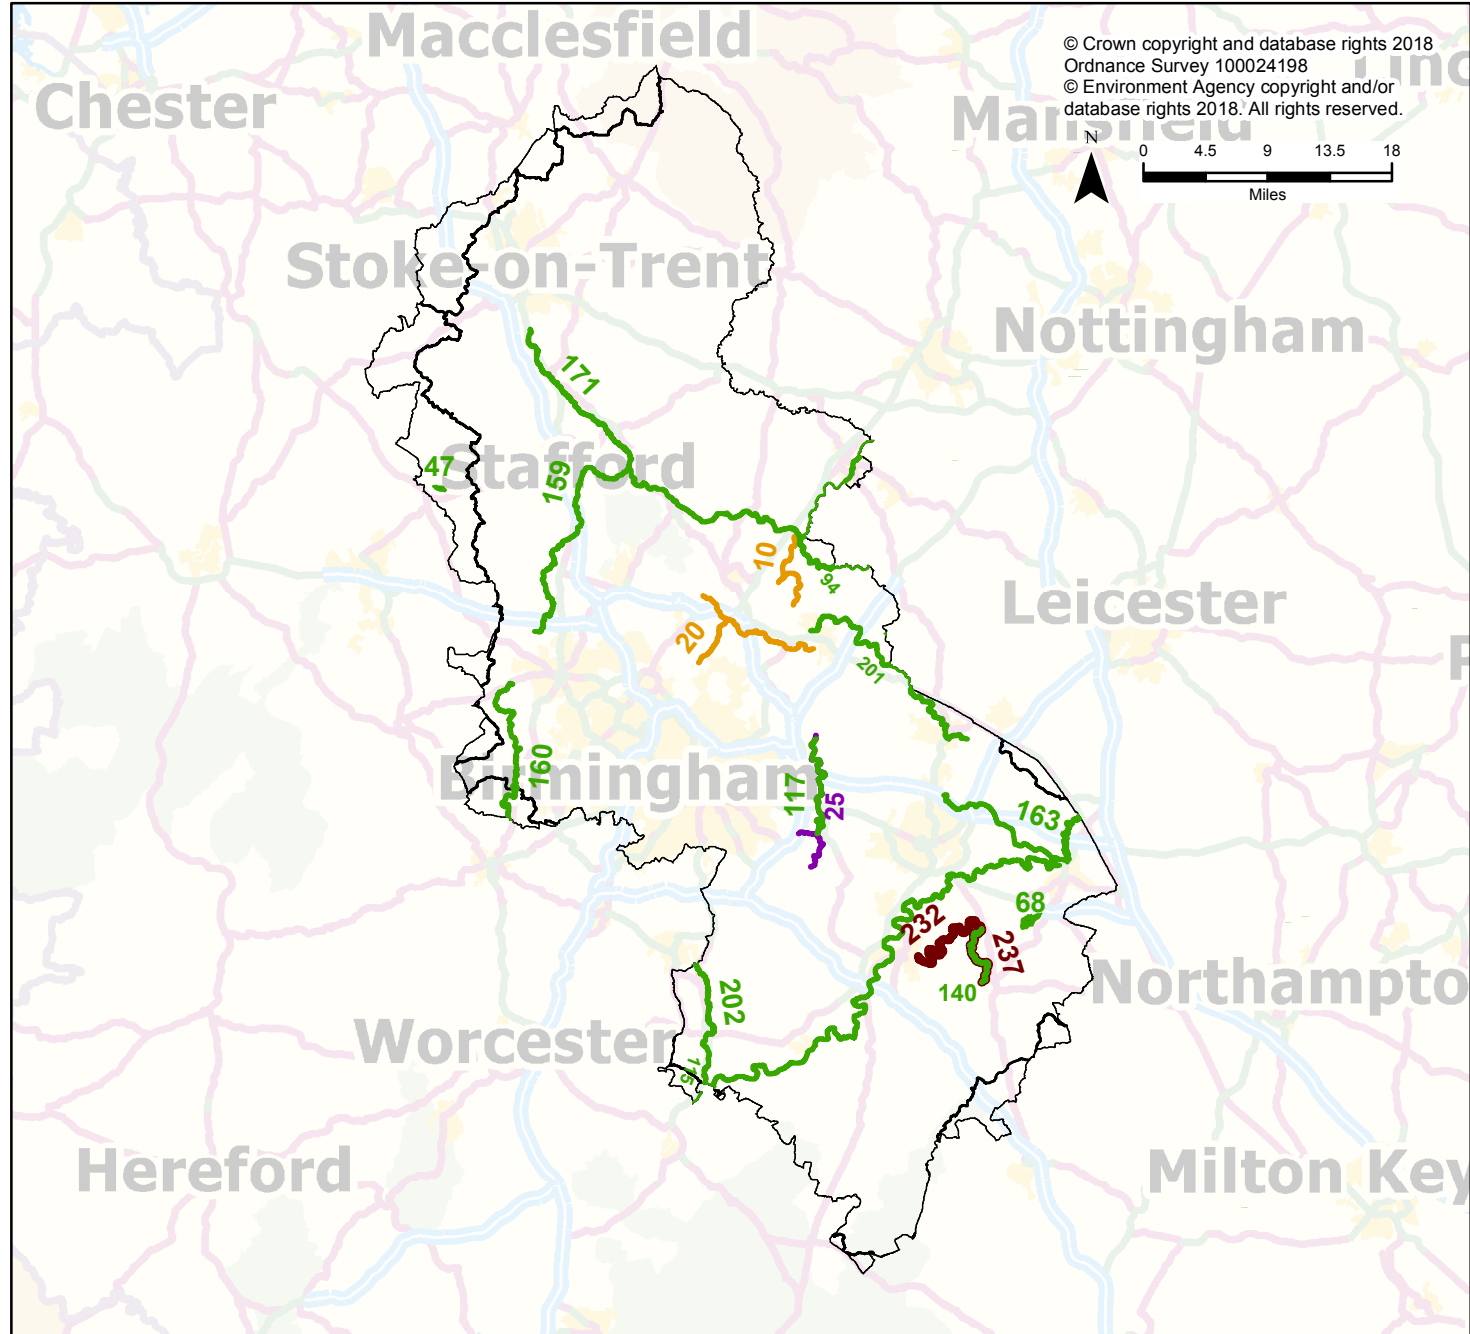 Macclesfield
© Crown copyright and database rights 2018
Ordnance Survey 100024198
© Environment Agency copyright and/or
database rights 2018. All rights reserved.
Chester
Mansfield
N
0 4.5 9 13.5 18
Miles
Stoke-on-Trent
Nottingham
171
Stafford
47
159
10
94
Leicester
20
201
160
Birmingham
117
25
163
68
232
237
140
Northampto
202
Worcester
115
Hereford
Milton Key